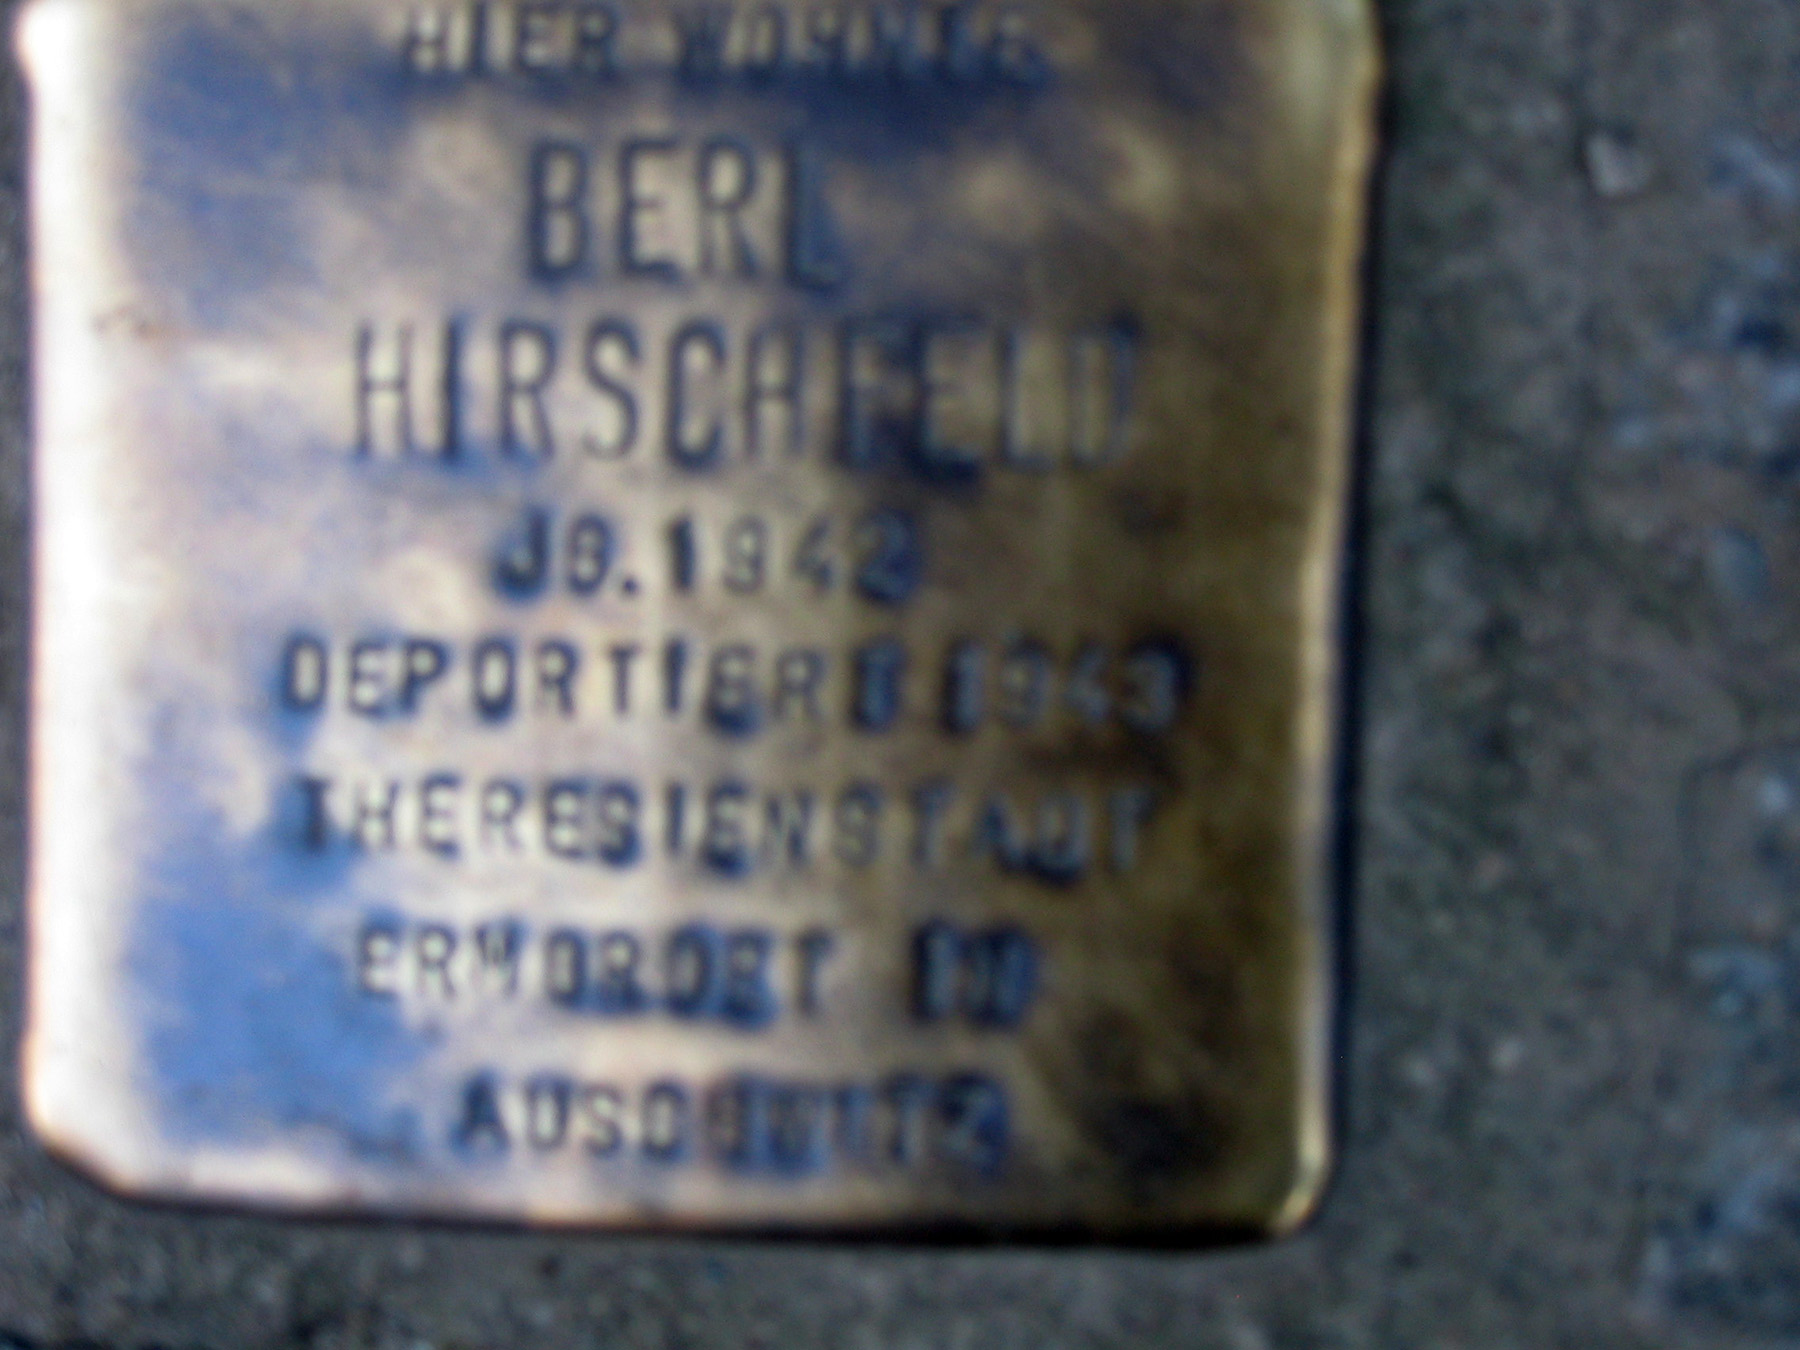 HIER WOHNTE
BERL
HIRSCHFELD
JG. 1942
DEPORTIERT 1943
THERESIENSTADT
ERMORDET IN
AUSCHWITZ